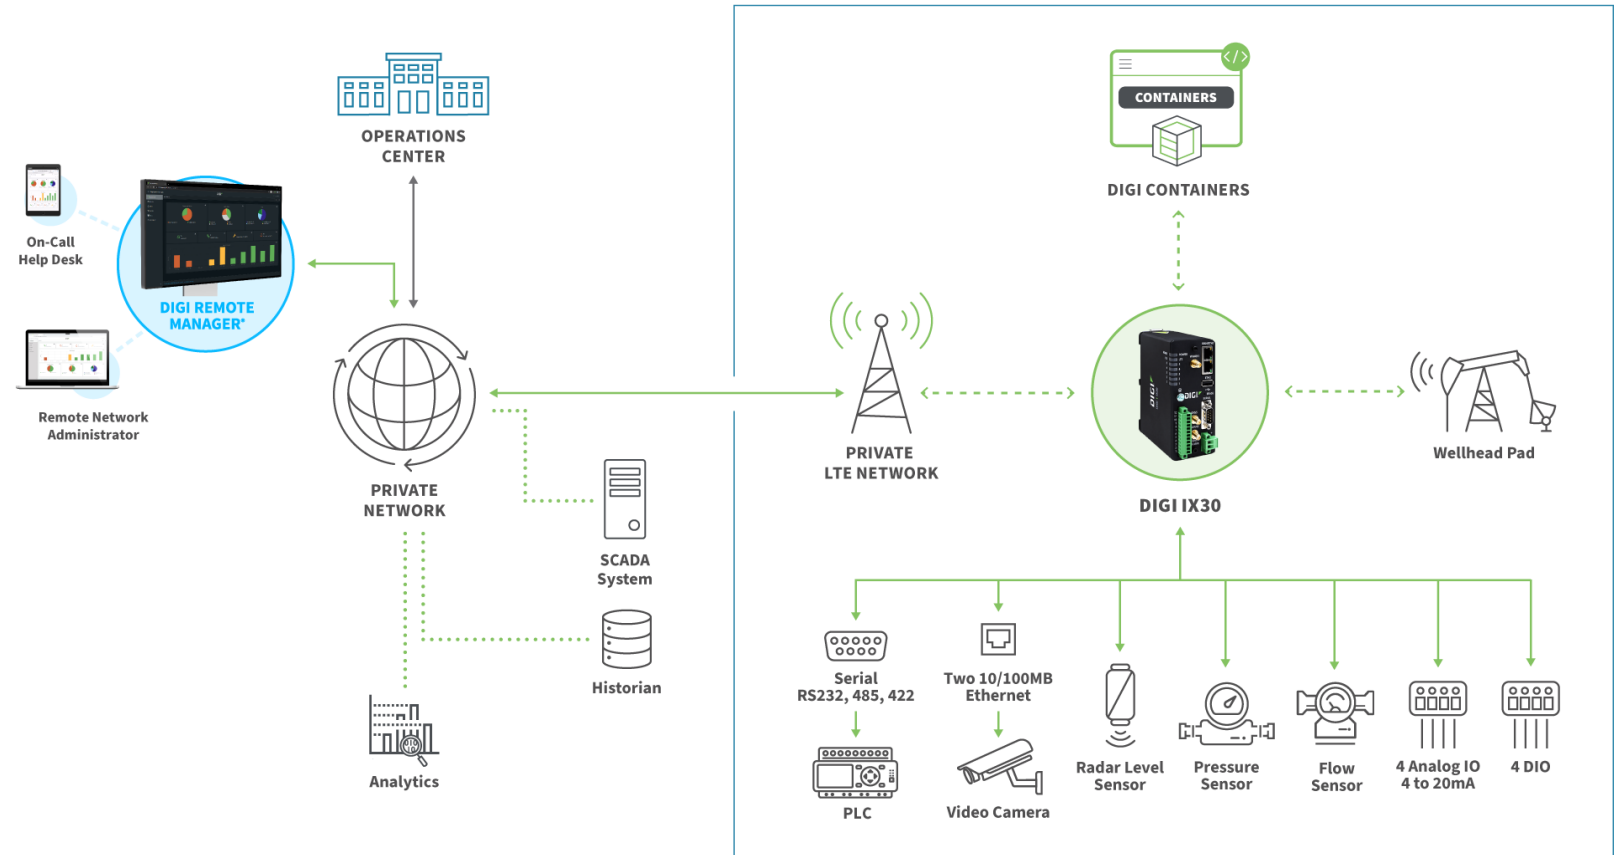 OPERATIONS
CENTER
On-Call
Help Desk
DIGI REMOTE
MANAGER*
Remote Network
Administrator
PRIVATE
NETWORK
SCADA
System
Historian
Analytics
</>
CONTAINERS
DIGI CONTAINERS
PRIVATE
LTE NETWORK
DIGI
DIGI
DIGI IX30
Wellhead Pad
Serial
RS232, 485, 422
PLC
Two 10/100MB
Ethernet
Video Camera
Radar Level
Sensor
Pressure
Sensor
Flow
Sensor
4 Analog IO
4 to 20mA
4 DIO